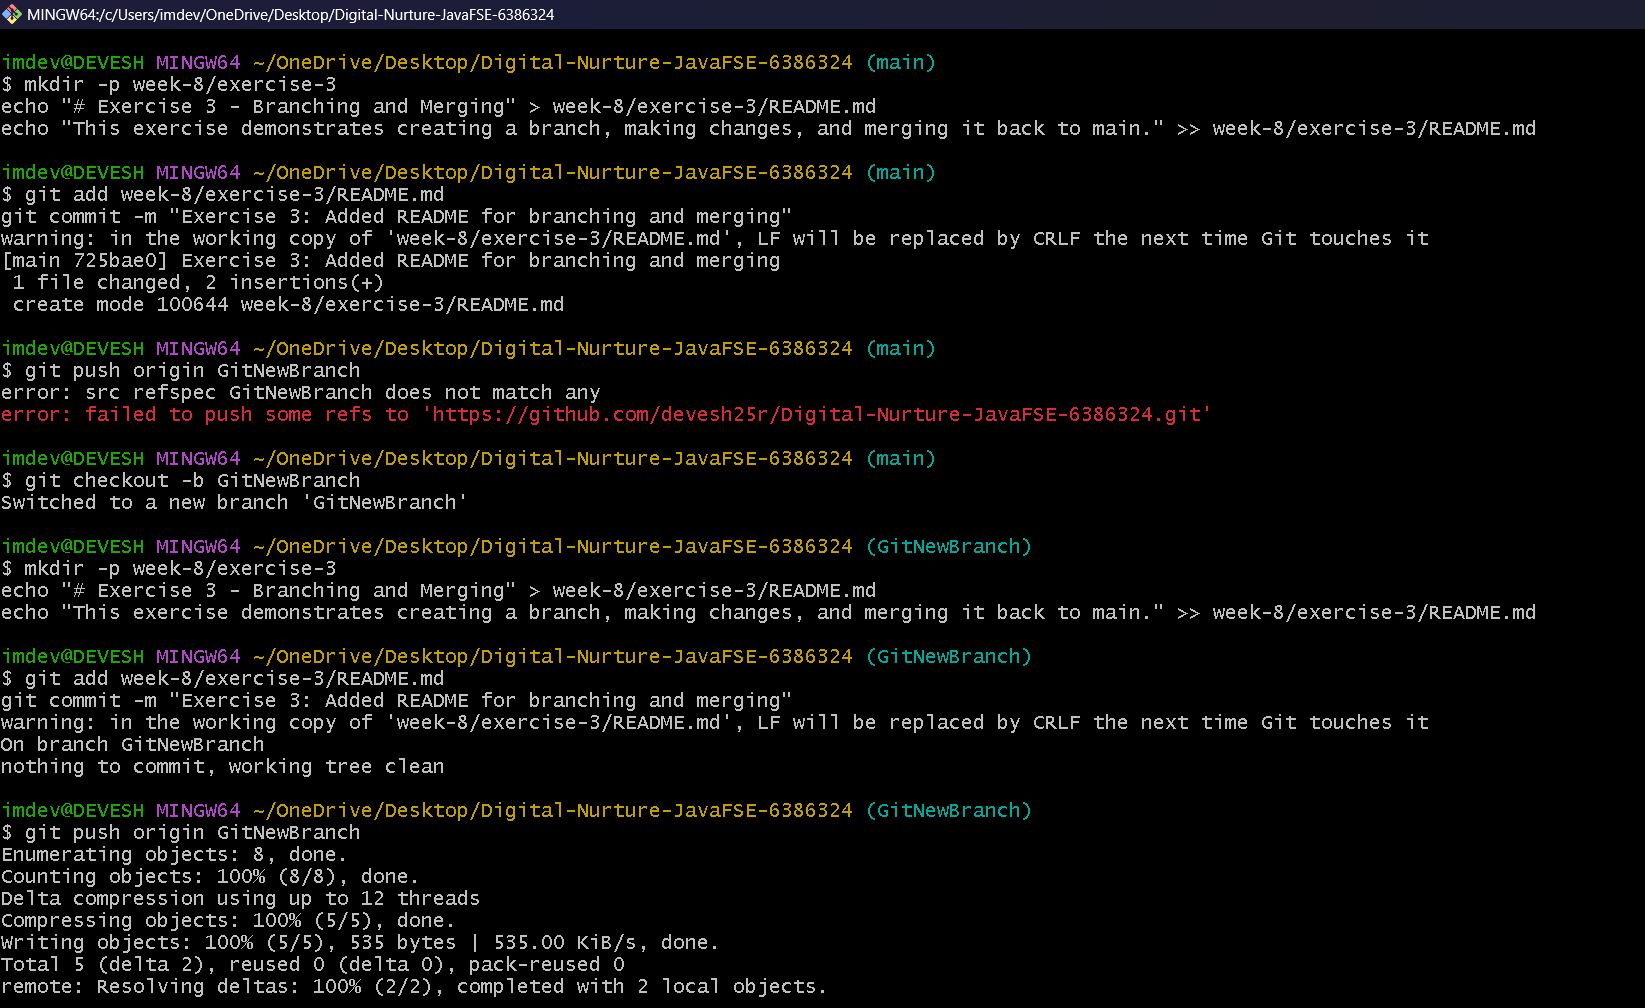 MINGW64:/c/Users/imdev/OneDrive/Desktop/Digital-Nurture-JavaFSE-6386324
imdev@DEVESH MINGW64 ~/OneDrive/Desktop/Digital-Nurture-JavaFSE-6386324 (main)
$ mkdir -p week-8/exercise-3
echo "# Exercise 3 - Branching and Merging" > week-8/exercise-3/README.md
echo "This exercise demonstrates creating a branch, making changes, and merging it back to main." >> week-8/exercise-3/README.md
imdev@DEVESH MINGW64 ~/OneDrive/Desktop/Digital-Nurture-JavaFSE-6386324 (main)
$ git add week-8/exercise-3/README.md
git commit -m "Exercise 3: Added README for branching and merging"
warning: in the working copy of 'week-8/exercise-3/README.md', LF will be replaced by CRLF the next time Git touches it
[main 725bae0] Exercise 3: Added README for branching and merging
 1 file changed, 2 insertions(+)
 create mode 100644 week-8/exercise-3/README.md
imdev@DEVESH MINGW64 ~/OneDrive/Desktop/Digital-Nurture-JavaFSE-6386324 (main)
$ git push origin GitNewBranch
error: src refspec GitNewBranch does not match any
error: failed to push some refs to 'https://github.com/devesh25r/Digital-Nurture-JavaFSE-6386324.git'
imdev@DEVESH MINGW64 ~/OneDrive/Desktop/Digital-Nurture-JavaFSE-6386324 (main)
$ git checkout -b GitNewBranch
Switched to a new branch 'GitNewBranch'
imdev@DEVESH MINGW64 ~/OneDrive/Desktop/Digital-Nurture-JavaFSE-6386324 (GitNewBranch)
$ mkdir -p week-8/exercise-3
echo "# Exercise 3 - Branching and Merging" > week-8/exercise-3/README.md
echo "This exercise demonstrates creating a branch, making changes, and merging it back to main." >> week-8/exercise-3/README.md
imdev@DEVESH MINGW64 ~/OneDrive/Desktop/Digital-Nurture-JavaFSE-6386324 (GitNewBranch)
$ git add week-8/exercise-3/README.md
git commit -m "Exercise 3: Added README for branching and merging"
warning: in the working copy of 'week-8/exercise-3/README.md', LF will be replaced by CRLF the next time Git touches it
On branch GitNewBranch
nothing to commit, working tree clean
imdev@DEVESH MINGW64 ~/OneDrive/Desktop/Digital-Nurture-JavaFSE-6386324 (GitNewBranch)
$ git push origin GitNewBranch
Enumerating objects: 8, done.
Counting objects: 100% (8/8), done.
Delta compression using up to 12 threads
Compressing objects: 100% (5/5), done.
Writing objects: 100% (5/5), 535 bytes | 535.00 KiB/s, done.
Total 5 (delta 2), reused 0 (delta 0), pack-reused 0
remote: Resolving deltas: 100% (2/2), completed with 2 local objects.